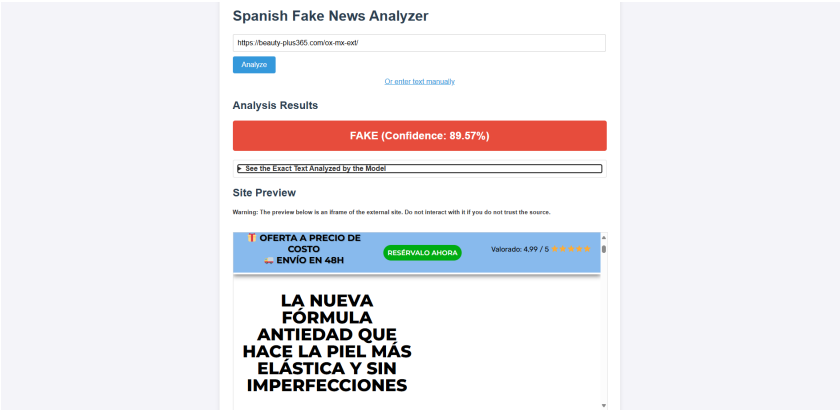 Spanish Fake News Analyzer
https://beauty-plus365.com/ox-mx-ext/
Analyze
Or enter text manually
Analysis Results
FAKE (Confidence: 89.57%)
▶ See the Exact Text Analyzed by the Model
Site Preview
Warning: The preview below is an iframe of the external site. Do not interact with it if you do not trust the source.
🎁 OFERTA A PRECIO DE
COSTO
🚚 ENVÍO EN 48H
RESÉRVALO AHORA
Valorado: 4,99 / 5 ⭐⭐⭐⭐⭐
LA NUEVA
FÓRMULA
ANTIEDAD QUE
HACE LA PIEL MÁS
ELÁSTICA Y SIN
IMPERFECCIONES